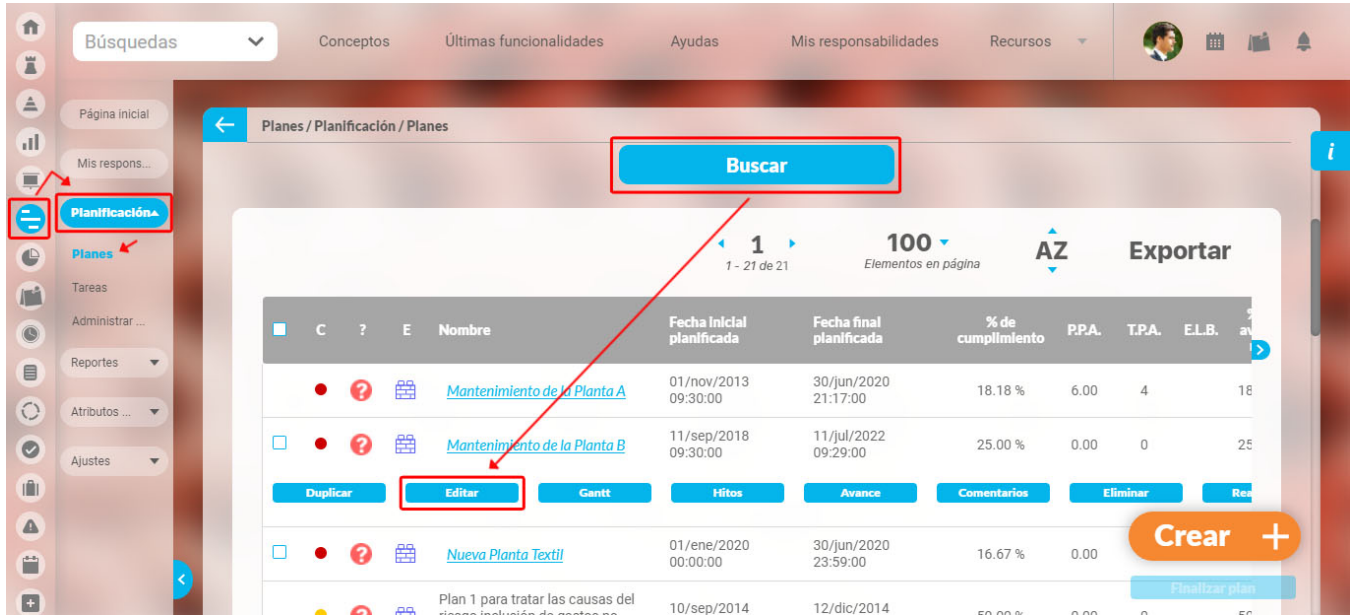 Búsquedas
Conceptos
Últimas funcionalidades
Ayudas
Mis responsabilidades
Recursos
Página inicial
Mis respons...
Planificación
Planes
Tareas
Administrar ...
Reportes
Atributos ...
Ajustes
Planes / Planificación / Planes
i
Buscar
1
1 - 21 de 21
100
Elementos en página
AZ
Exportar
C ? E Nombre
Fecha inicial
planificada
Fecha final
planificada
% de
cumplimiento
P.P.A. T.P.A. E.L.B.
Mantenimiento de la Planta A
01/nov/2013
09:30:00
30/jun/2020
21:17:00
18.18 % 6.00 4 18
Mantenimiento de la Planta B
11/sep/2018
09:30:00
11/jul/2022
09:29:00
25.00 % 0.00 0 25
Duplicar Editar Gantt Hitos Avance Comentarios Eliminar Rea
Nueva Planta Textil
01/ene/2020
00:00:00
30/jun/2020
23:59:00
16.67 % 0.00
Crear +
Finalizar plan
Plan 1 para tratar las causas del
10/sep/2014 12/dic/2014